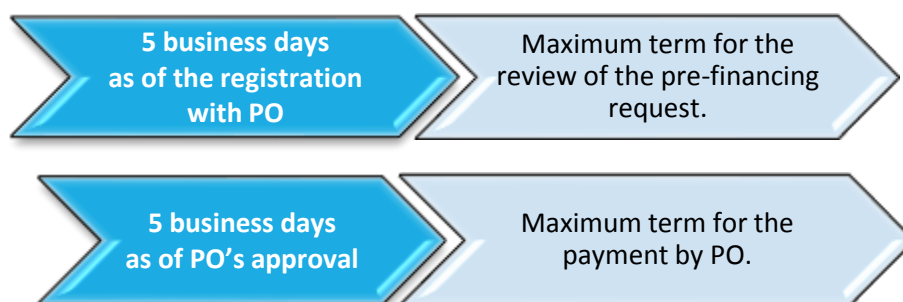 5 business days
as of the registration
with PO
Maximum term for the
review of the pre-financing
request.
5 business days
as of PO’s approval
Maximum term for the
payment by PO.